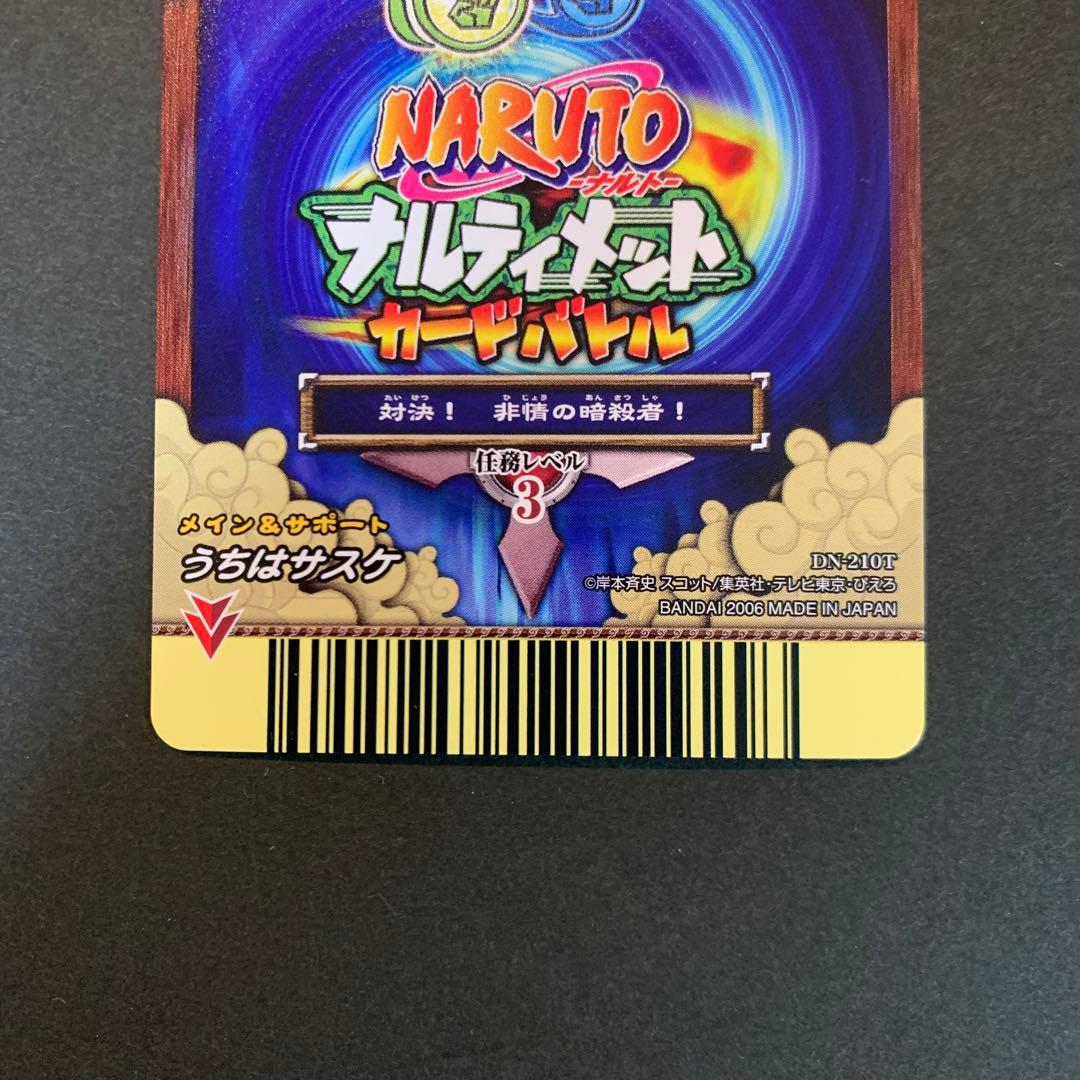 NARUTO
-ナルト-
ナルティメット
カードバトル
対決！ 非情の暗殺者！
任務レベル
3
メイン&サポート
うちはサスケ
DN-210T
©岸本斉史 スコット/集英社・テレビ東京・ぴえろ
BANDAI 2006 MADE IN JAPAN